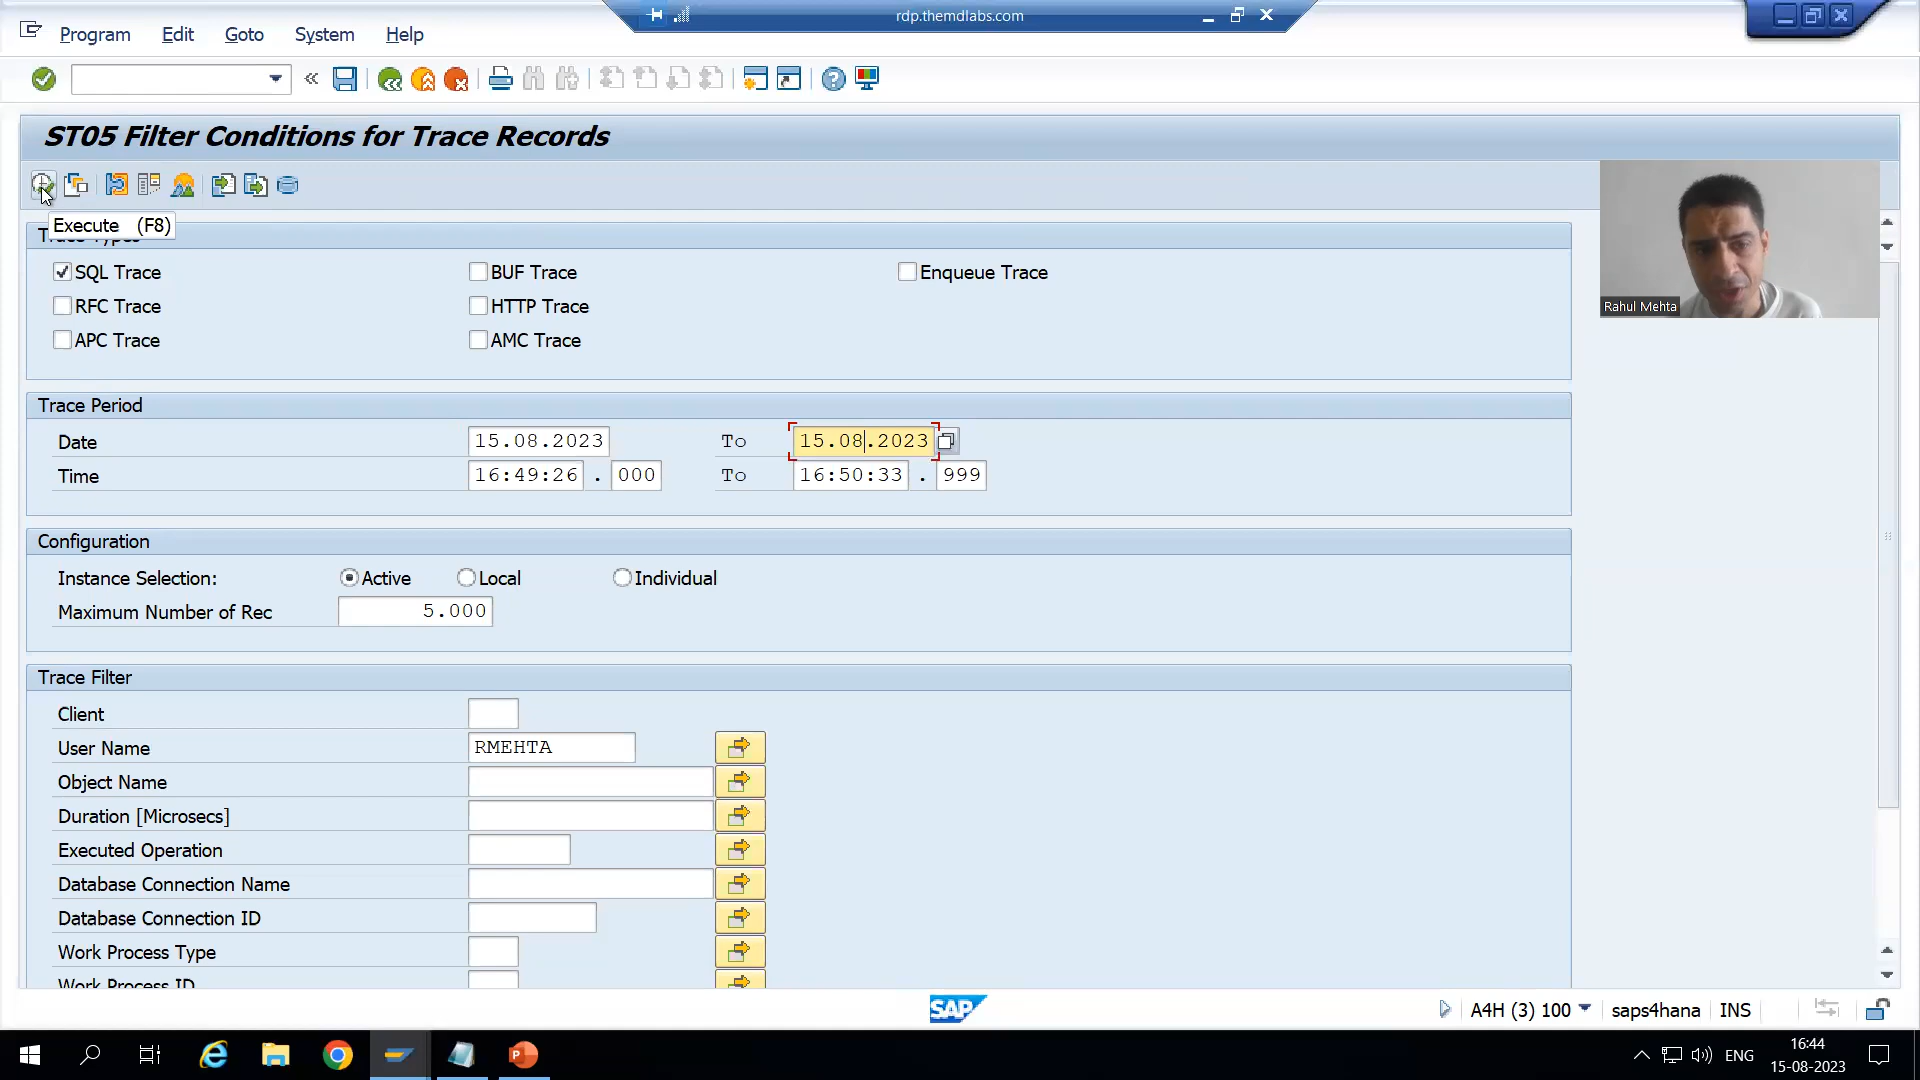 rdp.themdlabs.com
Program Edit Goto System Help
ST05 Filter Conditions for Trace Records
Execute (F8)
SQL Trace BUF Trace Enqueue Trace
RFC Trace HTTP Trace
APC Trace AMC Trace
Rahul Mehta
Trace Period
Date 15.08.2023 To 15.08.2023
Time 16:49:26 . 000 To 16:50:33 . 999
Configuration
Instance Selection: Active Local Individual
Maximum Number of Rec 5.000
Trace Filter
Client
User Name RMEHTA
Object Name
Duration [Microsecs]
Executed Operation
Database Connection Name
Database Connection ID
Work Process Type
Work Process ID
SAP A4H (3) 100 saps4hana INS
ENG 16:44
15-08-2023